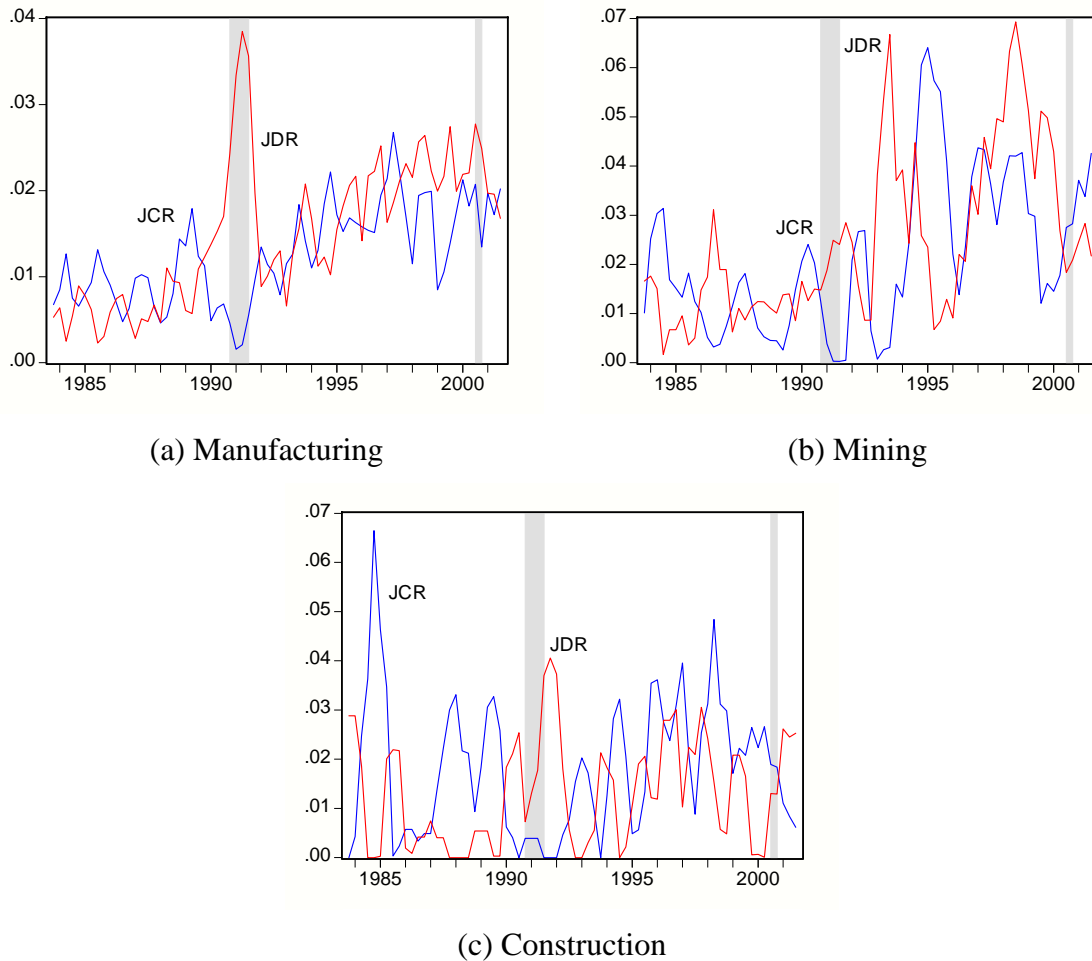 .04
.03
.02
.01
.00
JDR
JCR
1985 1990 1995 2000
(a) Manufacturing
.07
.06
.05
.04
.03
.02
.01
.00
JDR
JCR
1985 1990 1995 2000
(b) Mining
.07
.06
.05
.04
.03
.02
.01
.00
JCR
JDR
1985 1990 1995 2000
(c) Construction